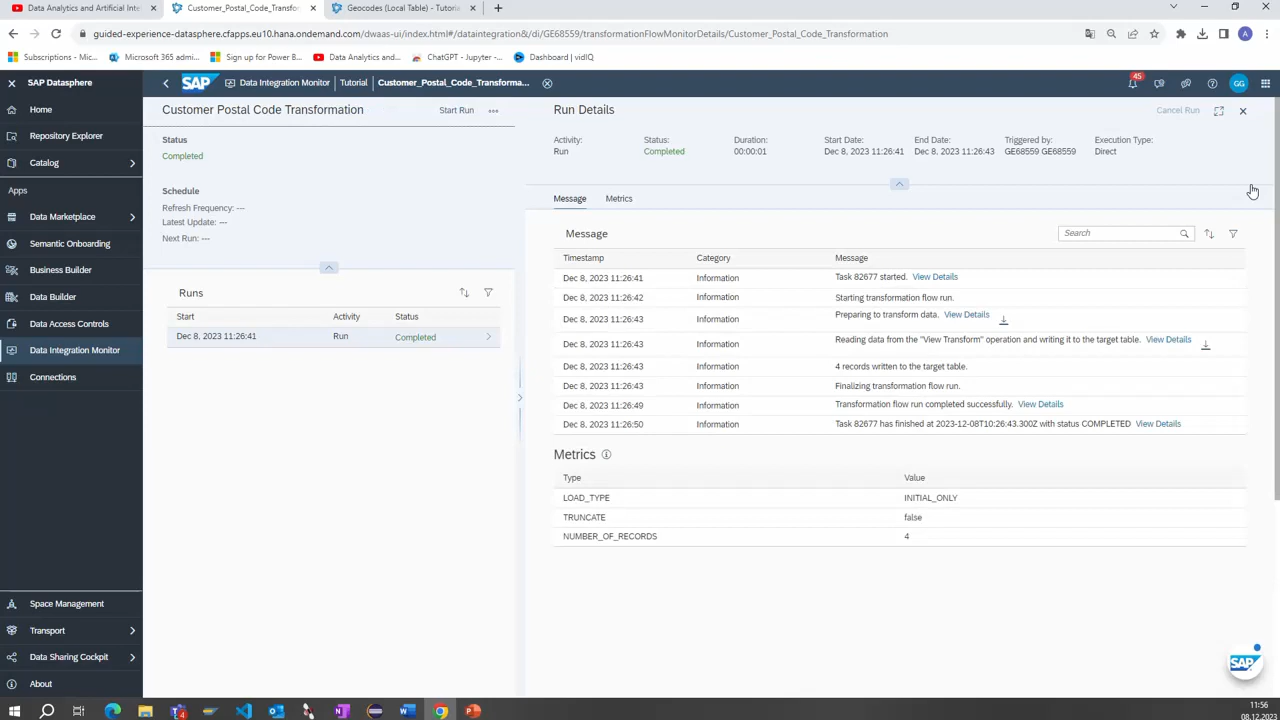 Data Analytics and Artificial Intel
Customer_Postal_Code_Transfor
Geocodes (Local Table) - Tutoria
guided-experience-datasphere.cfapps.eu10.hana.ondemand.com/dwaas-ui/index.html#/dataintegration&/di/GE68559/transformationFlowMonitorDetails/Customer_Postal_Code_Transformation
Subscriptions - Mic...
Microsoft 365 admi...
Sign up for Power B...
Data Analytics and...
ChatGPT - Jupyter -...
Dashboard | vidIQ
SAP Datasphere
SAP
Data Integration Monitor
Tutorial
Customer_Postal_Code_Transforma...
45
GG
Home
Repository Explorer
Catalog
Apps
Data Marketplace
Semantic Onboarding
Business Builder
Data Builder
Data Access Controls
Data Integration Monitor
Connections
Space Management
Transport
Data Sharing Cockpit
About
Customer Postal Code Transformation
Start Run
Status
Completed
Schedule
Refresh Frequency: ---
Latest Update: ---
Next Run: ---
Runs
Start Activity Status
Dec 8, 2023 11:26:41 Run Completed
Run Details
Cancel Run
Activity: Status: Duration: Start Date: End Date: Triggered by: Execution Type:
Run Completed 00:00:01 Dec 8, 2023 11:26:41 Dec 8, 2023 11:26:43 GE68559 GE68559 Direct
Message Metrics
Message
Search
Timestamp Category Message
Dec 8, 2023 11:26:41 Information Task 82677 started. View Details
Dec 8, 2023 11:26:42 Information Starting transformation flow run.
Dec 8, 2023 11:26:43 Information Preparing to transform data. View Details
Dec 8, 2023 11:26:43 Information Reading data from the "View Transform" operation and writing it to the target table. View Details
Dec 8, 2023 11:26:43 Information 4 records written to the target table.
Dec 8, 2023 11:26:43 Information Finalizing transformation flow run.
Dec 8, 2023 11:26:49 Information Transformation flow run completed successfully. View Details
Dec 8, 2023 11:26:50 Information Task 82677 has finished at 2023-12-08T10:26:43.300Z with status COMPLETED View Details
Metrics
Type Value
LOAD_TYPE INITIAL_ONLY
TRUNCATE false
NUMBER_OF_RECORDS 4
SAP
11:56
08.12.2023